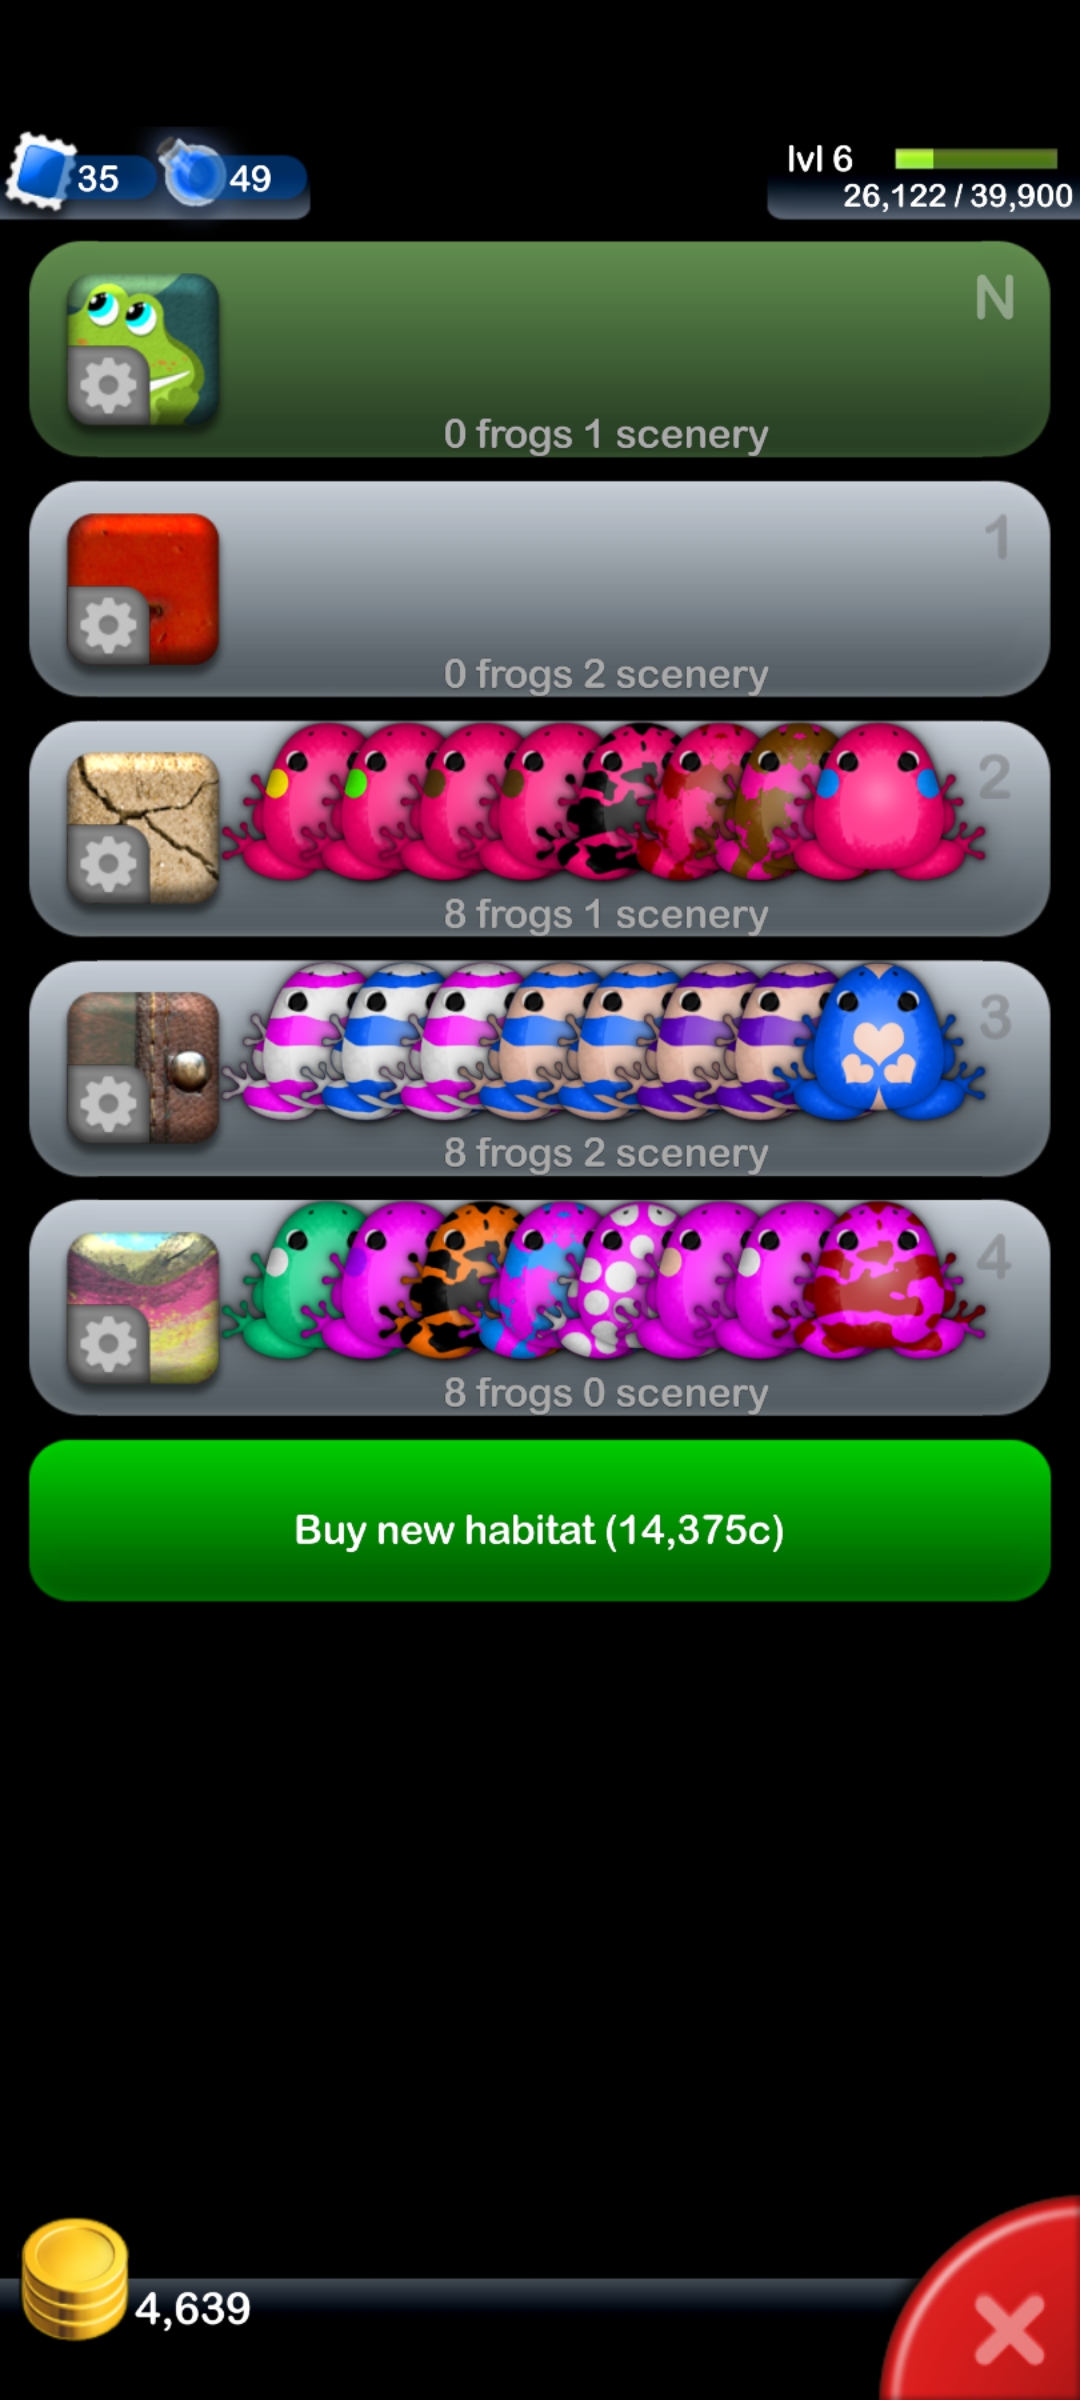 35
49
lvl 6
26,122 / 39,900
N
0 frogs 1 scenery
1
0 frogs 2 scenery
2
8 frogs 1 scenery
3
8 frogs 2 scenery
4
8 frogs 0 scenery
Buy new habitat (14,375c)
4,639